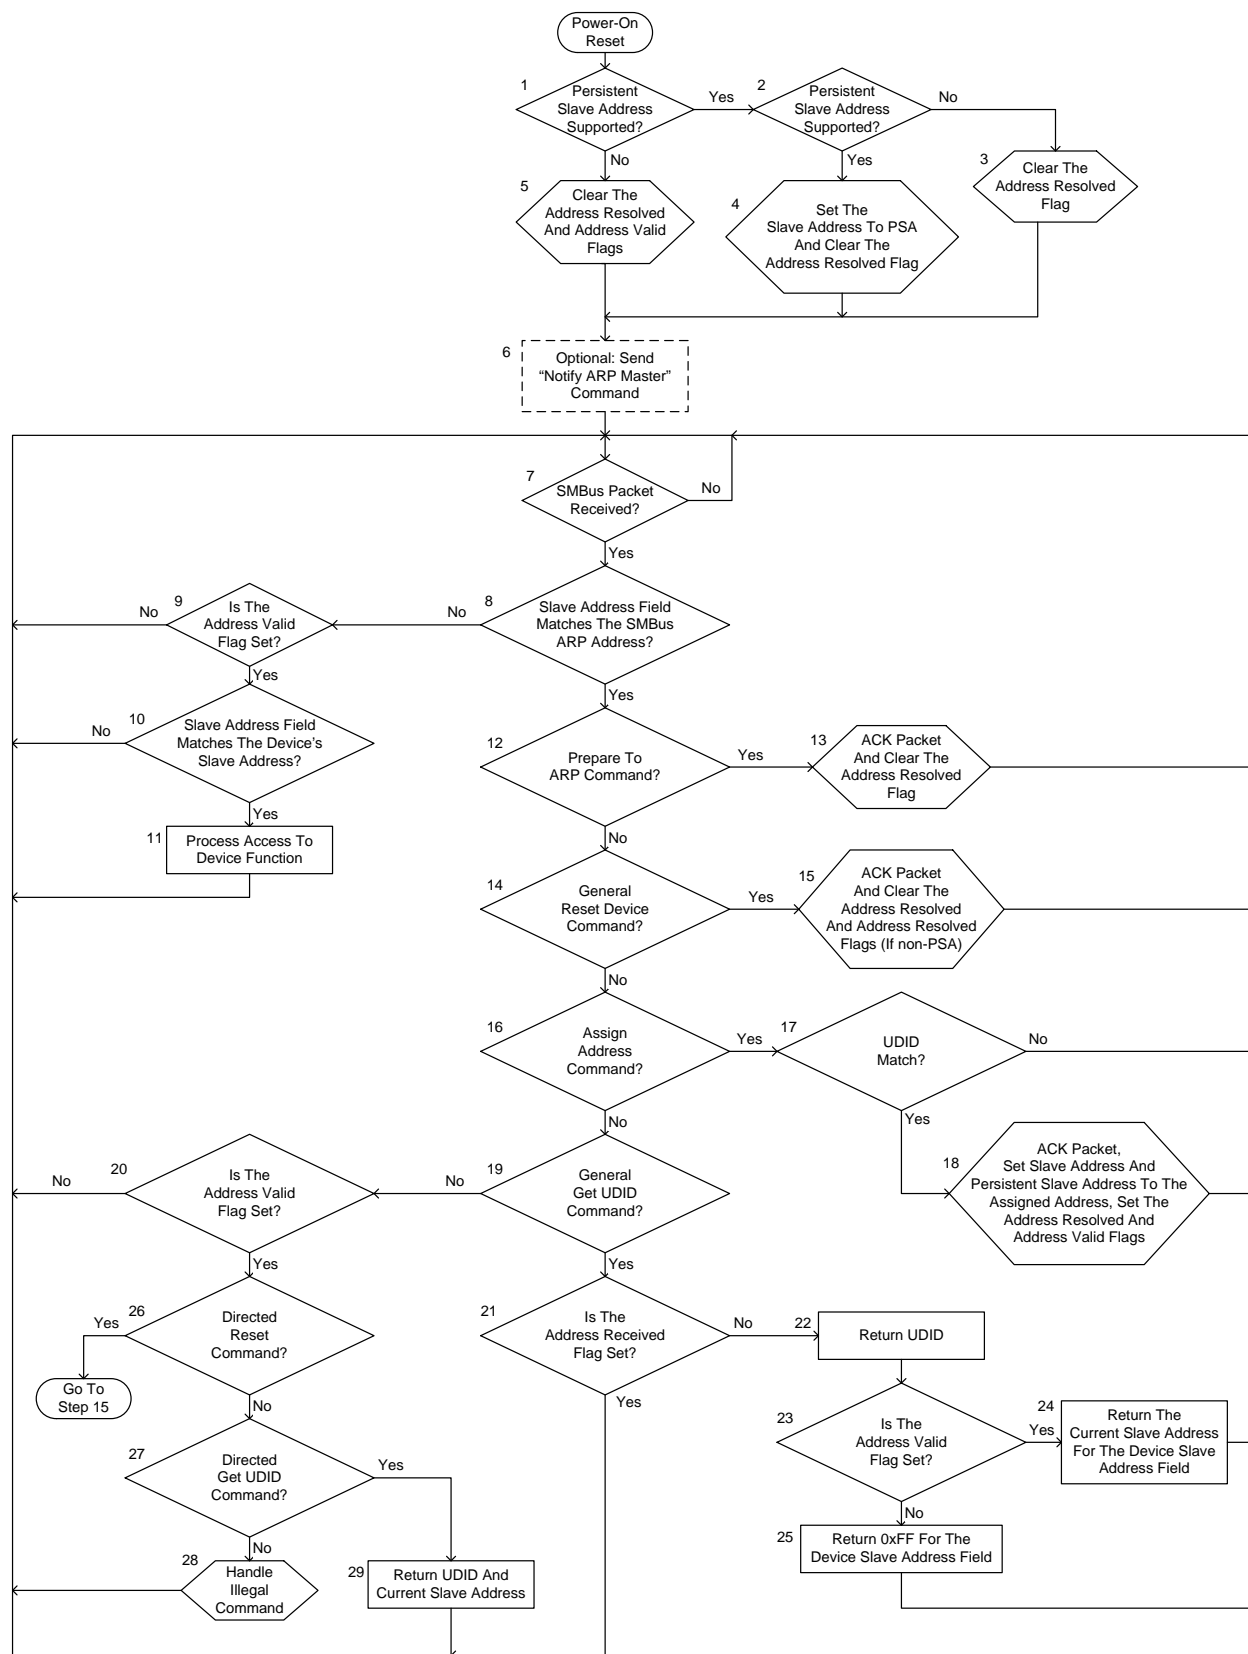 Power-On
Reset
1
Persistent
Slave Address
Supported?
Yes
2
Persistent
Slave Address
Supported?
No
No
Yes
3
Clear The
Address Resolved
Flag
5
Clear The
Address Resolved
And Address Valid
Flags
4
Set The
Slave Address To PSA
And Clear The
Address Resolved Flag
6
Optional: Send
“Notify ARP Master”
Command
7
SMBus Packet
Received?
No
Yes
8
Slave Address Field
Matches The SMBus
ARP Address?
No
9
Is The
Address Valid
Flag Set?
No
Yes
Yes
10
Slave Address Field
Matches The Device’s
Slave Address?
No
Yes
11
Process Access To
Device Function
12
Prepare To
ARP Command?
Yes
13
ACK Packet
And Clear The
Address Resolved
Flag
No
14
General
Reset Device
Command?
Yes
15
ACK Packet
And Clear The
Address Resolved
And Address Resolved
Flags (If non-PSA)
No
16
Assign
Address
Command?
Yes
17
UDID
Match?
No
No
Yes
18
ACK Packet,
Set Slave Address And
Persistent Slave Address To The
Assigned Address, Set The
Address Resolved And
Address Valid Flags
19
General
Get UDID
Command?
No
20
Is The
Address Valid
Flag Set?
No
Yes
Yes
26
Directed
Reset
Command?
Yes
Go To
Step 15
No
21
Is The
Address Received
Flag Set?
No
Yes
22
Return UDID
23
Is The
Address Valid
Flag Set?
Yes
24
Return The
Current Slave Address
For The Device Slave
Address Field
No
25
Return 0xFF For The
Device Slave Address Field
27
Directed
Get UDID
Command?
Yes
No
28
Handle
Illegal
Command
29
Return UDID And
Current Slave Address